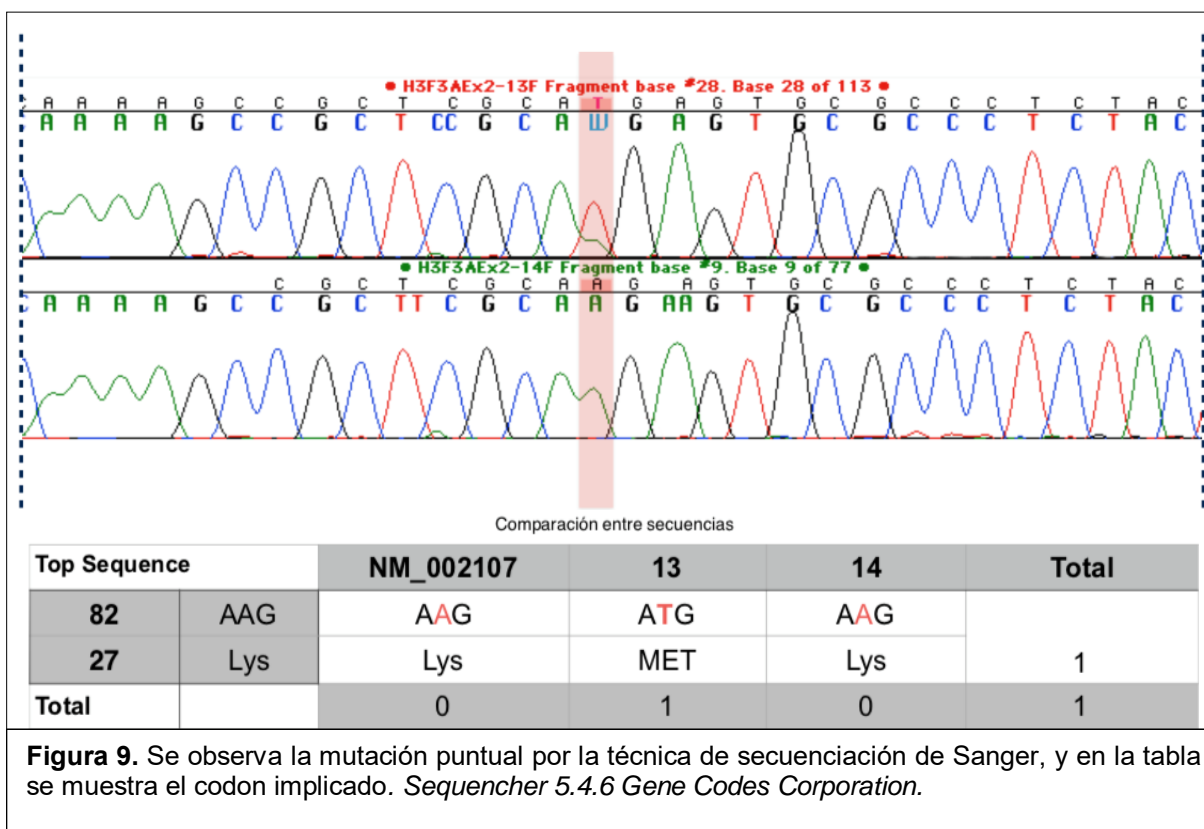 ● H3F3AEx2-13F Fragment base #28. Base 28 of 113 ●
A A A A G C C G C T C G C A T G A G T G C G C C C T C T A C
A A A A G C C G C T CC G C A W G A G T G C G C C C T C T A C
● H3F3AEx2-14F Fragment base #9. Base 9 of 77 ●
C G C T C G C A A G A G T G C G C C C T C T A C
C A A A A G C C G C TT C G C A A G AA G T G C G C C C T C T A C
Comparación entre secuencias
Top Sequence NM_002107 13 14 Total
82 AAG AAG ATG AAG
27 Lys Lys MET Lys 1
Total 0 1 0 1
Figura 9. Se observa la mutación puntual por la técnica de secuenciación de Sanger, y en la tabla
se muestra el codon implicado. Sequencher 5.4.6 Gene Codes Corporation.